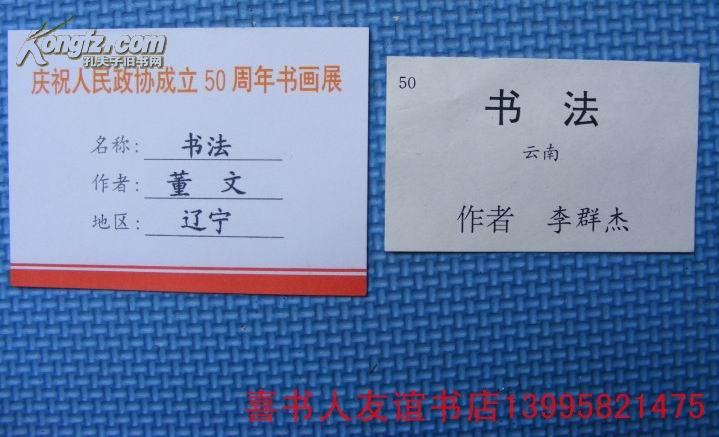 Kongfz.com
孔夫子旧书网
庆祝人民政协成立 50 周年书画展
名称: 书法
作者: 董 文
地区: 辽宁
50
书 法
云南
作者 李群杰
喜书人友谊书店13995821475